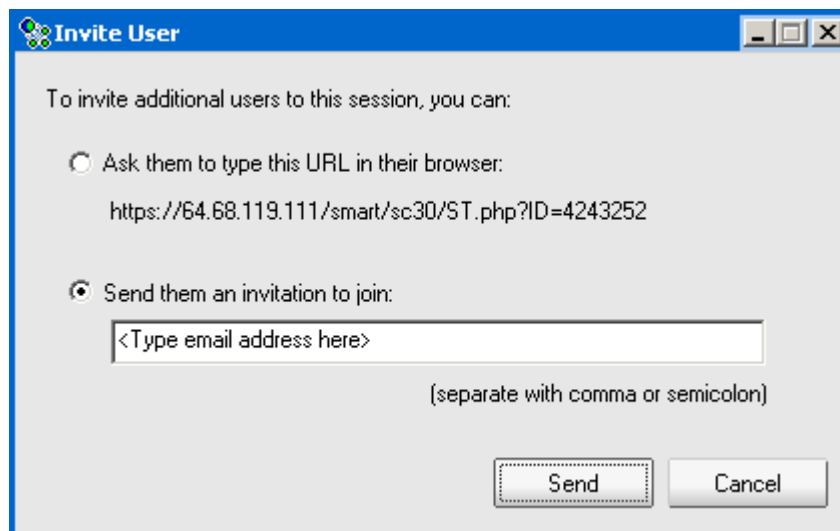 Invite User
To invite additional users to this session, you can:
Ask them to type this URL in their browser:
https://64.68.119.111/smart/sc30/ST.php?ID=4243252
Send them an invitation to join:
<Type email address here>
(separate with comma or semicolon)
Send
Cancel